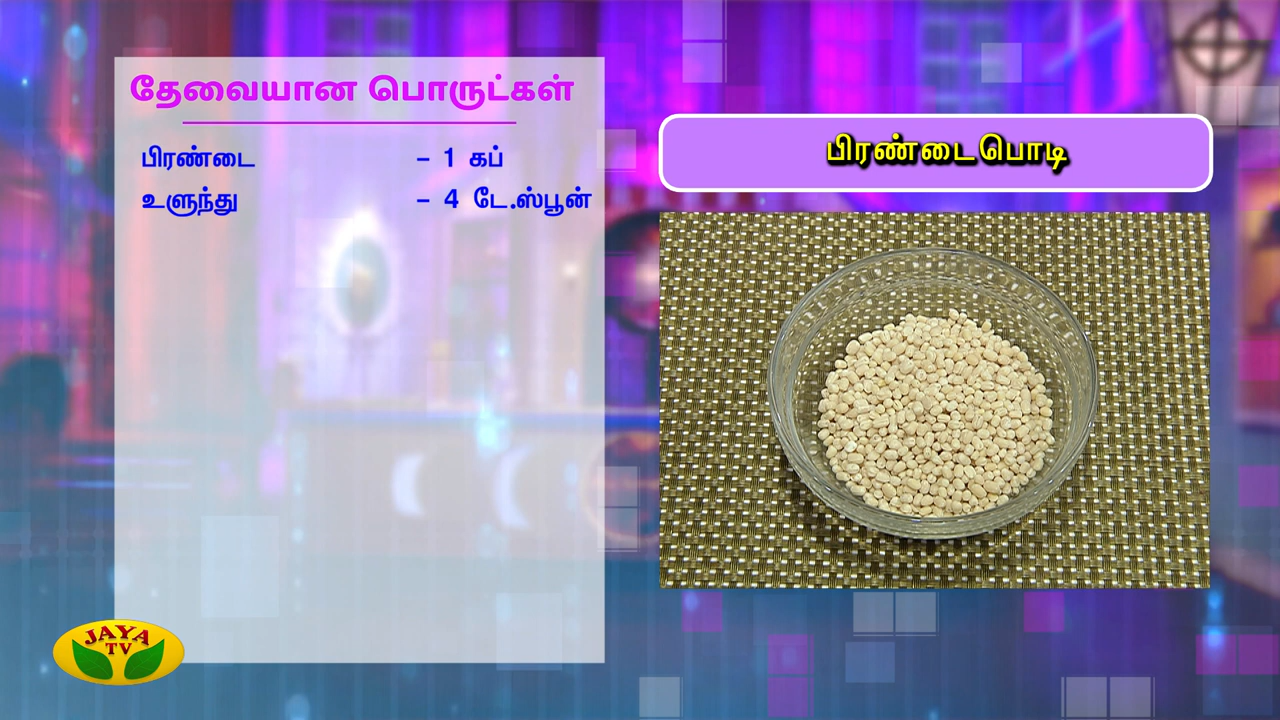 தேவையான பொருட்கள்
பிரண்டை - 1 கப்
உளுந்து - 4 டே.ஸ்பூன்
பிரண்டைபொடி
JAYA
TV